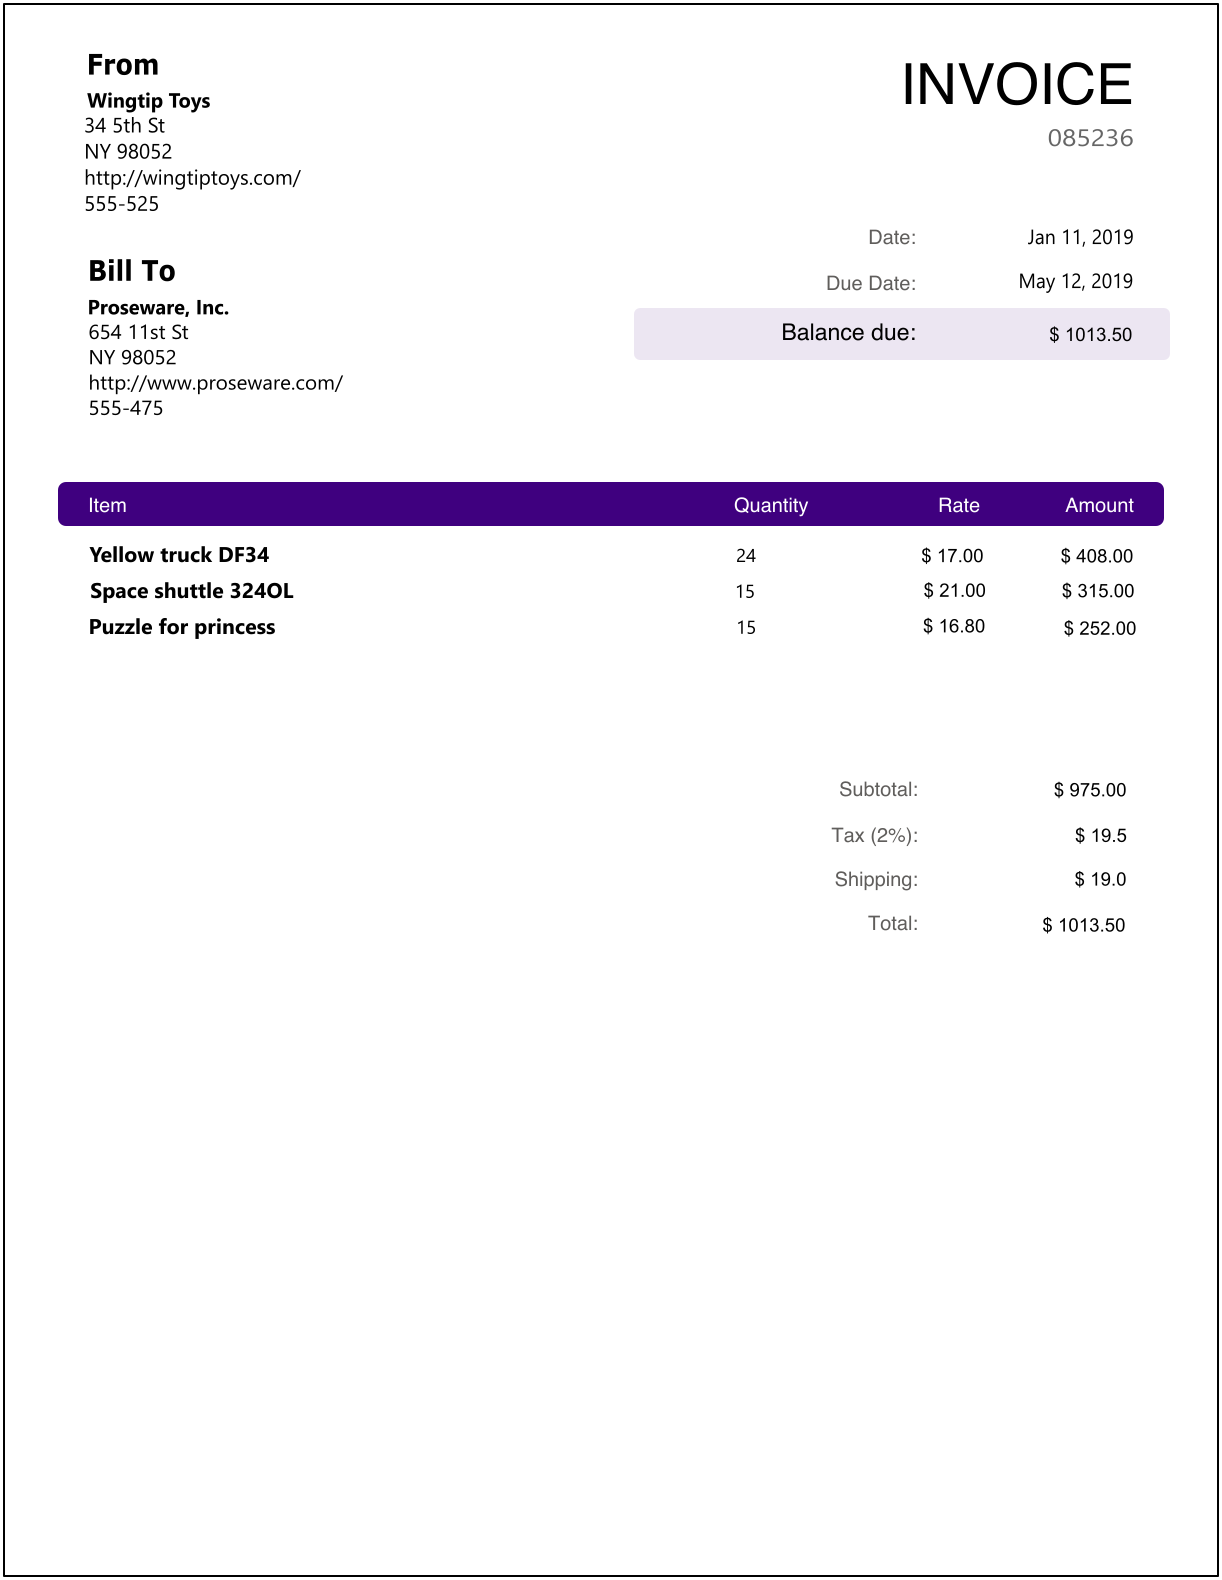 From
Wingtip Toys
34 5th St
NY 98052
http://wingtiptoys.com/
555-525
INVOICE
085236
Date: Jan 11, 2019
Due Date: May 12, 2019
Balance due: $ 1013.50
Bill To
Proseware, Inc.
654 11st St
NY 98052
http://www.proseware.com/
555-475
Item Quantity Rate Amount
Yellow truck DF34 24 $ 17.00 $ 408.00
Space shuttle 324OL 15 $ 21.00 $ 315.00
Puzzle for princess 15 $ 16.80 $ 252.00
Subtotal: $ 975.00
Tax (2%): $ 19.5
Shipping: $ 19.0
Total: $ 1013.50